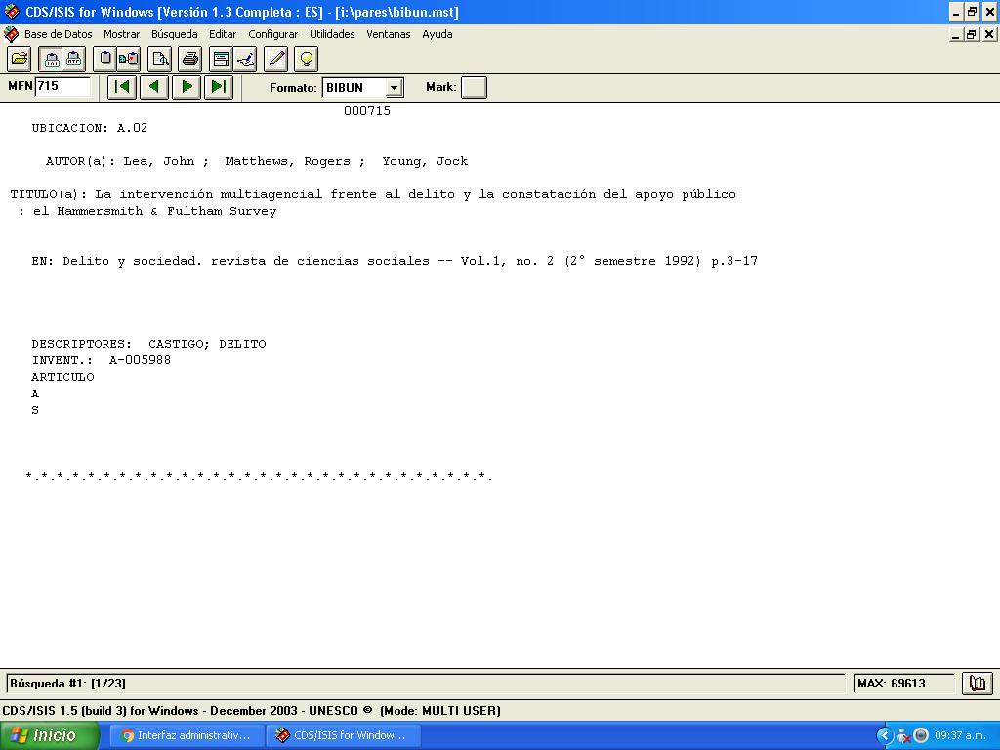 CDS/ISIS for Windows [Versión 1.3 Completa : ES] - [i:\pares\bibun.mst]
Base de Datos Mostrar Búsqueda Editar Configurar Utilidades Ventanas Ayuda
TXT RTF
MFN 715 Formato: BIBUN Mark:
000715
UBICACION: A.02
AUTOR(a): Lea, John ; Matthews, Rogers ; Young, Jock
TITULO(a): La intervención multiagencial frente al delito y la constatación del apoyo público
: el Hammersmith & Fultham Survey
EN: Delito y sociedad. revista de ciencias sociales -- Vol.1, no. 2 (2° semestre 1992) p.3-17
DESCRIPTORES: CASTIGO; DELITO
INVENT.: A-005988
ARTICULO
A
S
*.*.*.*.*.*.*.*.*.*.*.*.*.*.*.*.*.*.*.*.*.*.*.*.*.*.*.*.*.*.
Búsqueda #1: [1/23] MAX: 69613
CDS/ISIS 1.5 (build 3) for Windows - December 2003 - UNESCO © (Mode: MULTI USER)
Inicio Interfaz administrativ... CDS/ISIS for Window... 09:37 a.m.